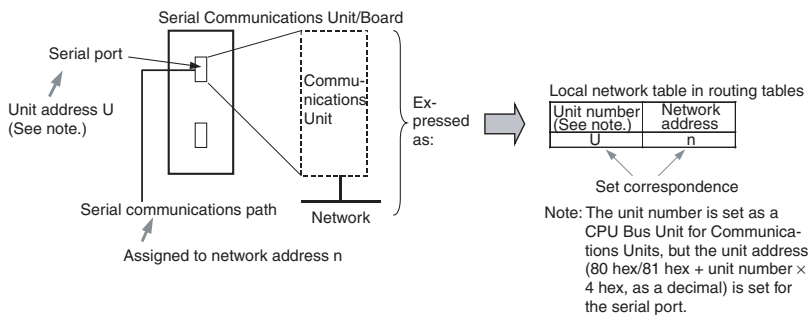 Serial Communications Unit/Board
Serial port
Unit address U
(See note.)
Commu-
nications
Unit
Ex-
pressed
as:
Serial communications path
Network
Assigned to network address n
Local network table in routing tables
Unit number
(See note.)
Network
address
U
n
Set correspondence
Note: The unit number is set as a
CPU Bus Unit for Communica-
tions Units, but the unit address
(80 hex/81 hex + unit number ×
4 hex, as a decimal) is set for
the serial port.